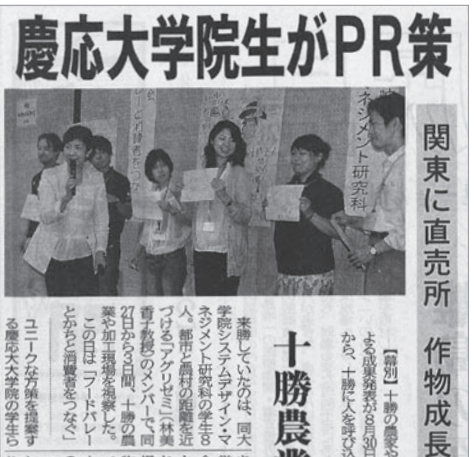 慶応大学院生がPR策
関東に直売所 作物成長
ネジメント研究科
十勝農業
【幕別】十勝の農家や
よる成果発表が8月30日
から、十勝に人を呼び込
来勝していたのは、同大
学院システムデザイン・マ
ネジメント研究科の学生8
人。都市と農村の距離を近
づける「アグリゼミ」(林美
香子教授)のメンバーで、同
27日から3日間、十勝の農
業や加工現場を視察した。
この日は「フードバレー
とかちと消費者をつなぐ」
ユニークな方策を提案す
る慶応大大学院の学生ら